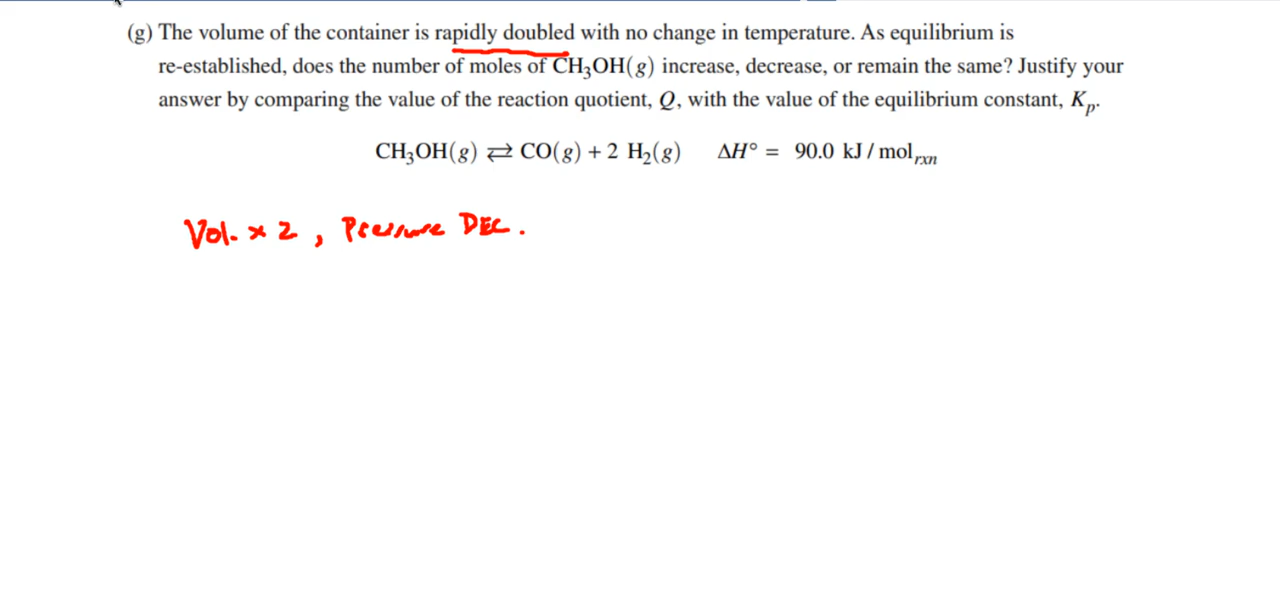 (g) The volume of the container is rapidly doubled with no change in temperature. As equilibrium is
re-established, does the number of moles of CH₃OH(g) increase, decrease, or remain the same? Justify your
answer by comparing the value of the reaction quotient, Q, with the value of the equilibrium constant, Kₚ.
CH₃OH(g) ⇄ CO(g) + 2 H₂(g) ΔH° = 90.0 kJ / mol_rxn
Vol. × 2 , Pressure DEC.